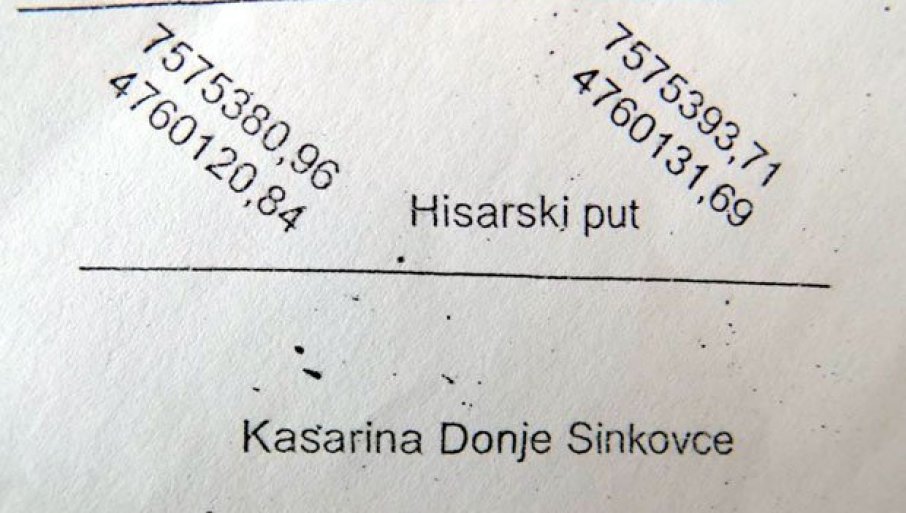 7575380,96
4760120,84
7575393,71
4760131,69
Hisarski put
Kasarina Donje Sinkovce